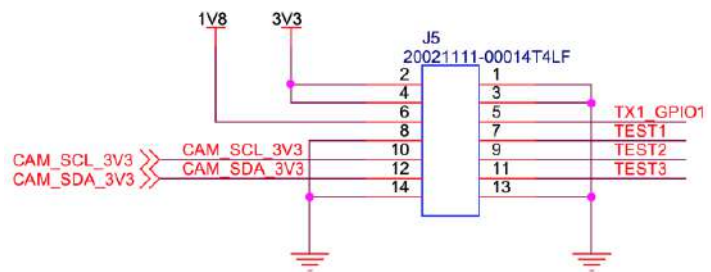 1V8 3V3
J5
20021111-00014T4LF
2 1
4 3
6 5 TX1_GPIO1
8 7 TEST1
CAM_SCL_3V3 CAM_SCL_3V3 10 9 TEST2
CAM_SDA_3V3 CAM_SDA_3V3 12 11 TEST3
14 13